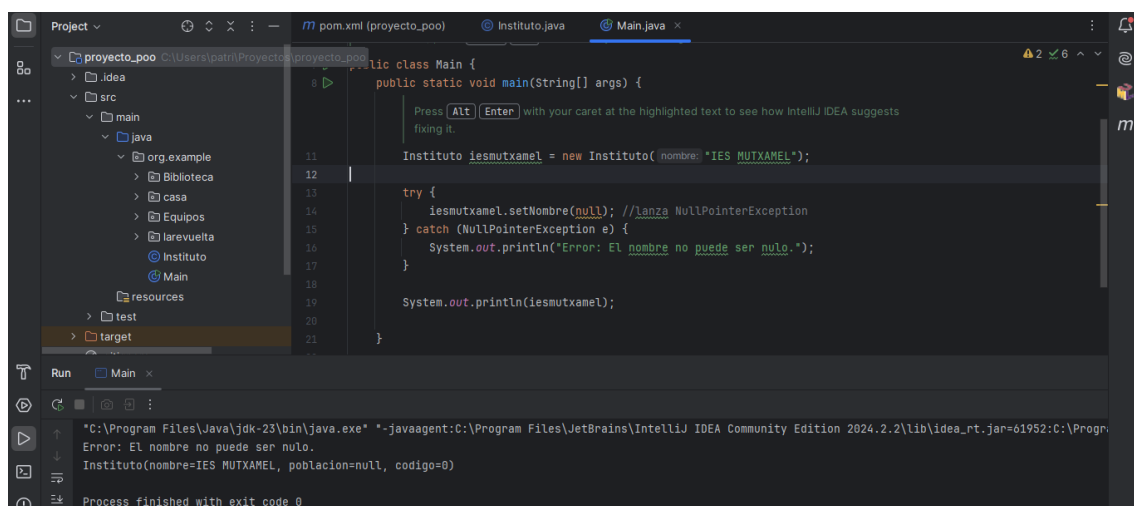 Project
pom.xml (proyecto_poo)
Instituto.java
Main.java
proyecto_poo C:\Users\patri\Proyectos\proyecto_poo
.idea
src
main
java
org.example
Biblioteca
casa
Equipos
larevuelta
Instituto
Main
resources
test
target
2 6
lic class Main {
8 public static void main(String[] args) {
Press Alt Enter with your caret at the highlighted text to see how IntelliJ IDEA suggests
fixing it.
11 Instituto iesmutxamel = new Instituto( nombre: "IES MUTXAMEL");
12
13 try {
14 iesmutxamel.setNombre(null); //lanza NullPointerException
15 } catch (NullPointerException e) {
16 System.out.println("Error: El nombre no puede ser nulo.");
17 }
18
19 System.out.println(iesmutxamel);
20
21 }
Run
Main
"C:\Program Files\Java\jdk-23\bin\java.exe" "-javaagent:C:\Program Files\JetBrains\IntelliJ IDEA Community Edition 2024.2.2\lib\idea_rt.jar=61952:C:\Progr
Error: El nombre no puede ser nulo.
Instituto(nombre=IES MUTXAMEL, poblacion=null, codigo=0)
Process finished with exit code 0